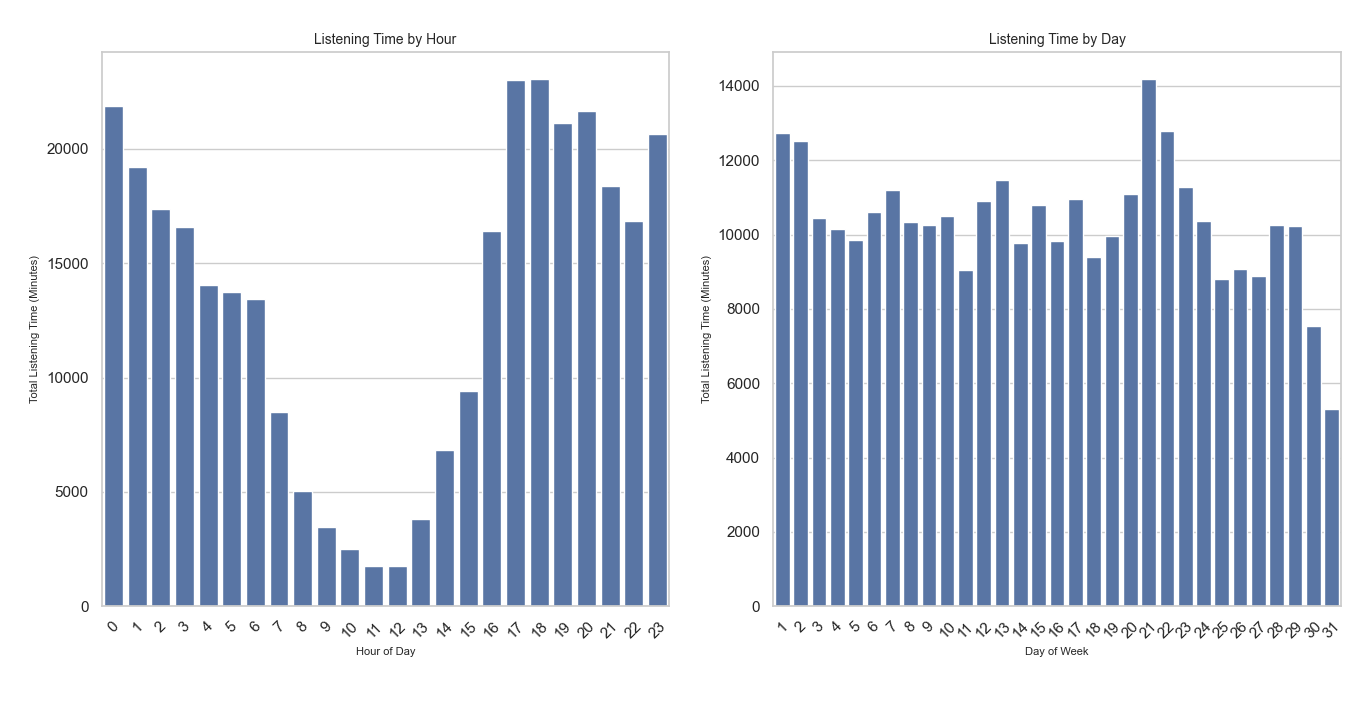 Listening Time by Hour
Total Listening Time (Minutes)
20000
15000
10000
5000
0
0 1 2 3 4 5 6 7 8 9 10 11 12 13 14 15 16 17 18 19 20 21 22 23
Hour of Day
Listening Time by Day
Total Listening Time (Minutes)
14000
12000
10000
8000
6000
4000
2000
0
1 2 3 4 5 6 7 8 9 10 11 12 13 14 15 16 17 18 19 20 21 22 23 24 25 26 27 28 29 30 31
Day of Week